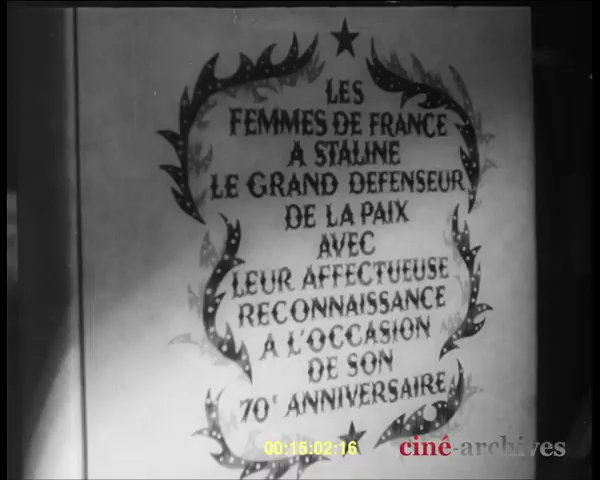 LES
FEMMES DE FRANCE
A STALINE
LE GRAND DEFENSEUR
DE LA PAIX
AVEC
LEUR AFFECTUEUSE
RECONNAISSANCE
A L'OCCASION
DE SON
70e ANNIVERSAIRE
00:15:02:16
ciné-archives